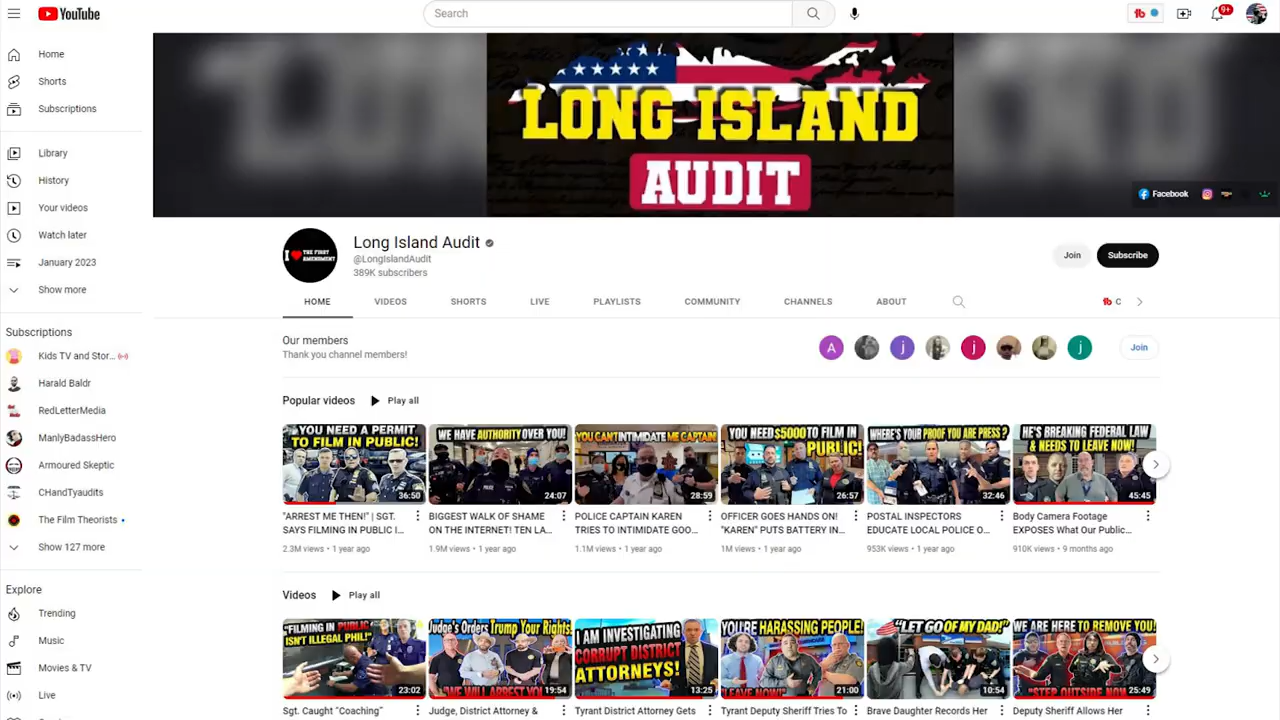 YouTube
Search
9+
Home
Shorts
Subscriptions
Library
History
Your videos
Watch later
January 2023
Show more
Subscriptions
Kids TV and Stor...
Harald Baldr
RedLetterMedia
ManlyBadassHero
Armoured Skeptic
CHandTyaudits
The Film Theorists
Show 127 more
Explore
Trending
Music
Movies & TV
Live
LONG ISLAND
AUDIT
Facebook
I ❤ THE FIRST AMENDMENT
Long Island Audit
@LongIslandAudit
389K subscribers
Join
Subscribe
HOME VIDEOS SHORTS LIVE PLAYLISTS COMMUNITY CHANNELS ABOUT
tb C
Our members
Thank you channel members!
A j j j
Join
Popular videos Play all
YOU NEED A PERMIT
TO FILM IN PUBLIC!
36:50
"ARREST ME THEN!" | SGT.
SAYS FILMING IN PUBLIC I...
2.3M views • 1 year ago
WE HAVE AUTHORITY OVER YOU!
24:07
BIGGEST WALK OF SHAME
ON THE INTERNET! TEN LA...
1.9M views • 1 year ago
YOU CANT INTIMIDATE ME CAPTAIN
28:59
POLICE CAPTAIN KAREN
TRIES TO INTIMIDATE GOO...
1.1M views • 1 year ago
YOU NEED $5000 TO FILM IN
PUBLIC!
26:57
OFFICER GOES HANDS ON!
"KAREN" PUTS BATTERY IN...
1M views • 1 year ago
WHERE'S YOUR PROOF YOU ARE PRESS?
32:46
POSTAL INSPECTORS
EDUCATE LOCAL POLICE O...
953K views • 1 year ago
HE'S BREAKING FEDERAL LAW
& NEEDS TO LEAVE NOW!
45:45
Body Camera Footage
EXPOSES What Our Public...
910K views • 9 months ago
Videos Play all
"FILMING IN PUBLIC
ISN'T ILLEGAL PHIL!"
23:02
Sgt. Caught "Coaching"
Judge's Orders Trump Your Rights
"WE WILL ARREST YOU
19:54
Judge, District Attorney &
I AM INVESTIGATING
CORRUPT DISTRICT
ATTORNEYS!
13:25
Tyrant District Attorney Gets
YOU'RE HARASSING PEOPLE!
LEAVE NOW!
21:00
Tyrant Deputy Sheriff Tries To
"LET GO OF MY DAD!"
10:54
Brave Daughter Records Her
WE ARE HERE TO REMOVE YOU!
"STEP OUTSIDE NOW
25:49
Deputy Sheriff Allows Her